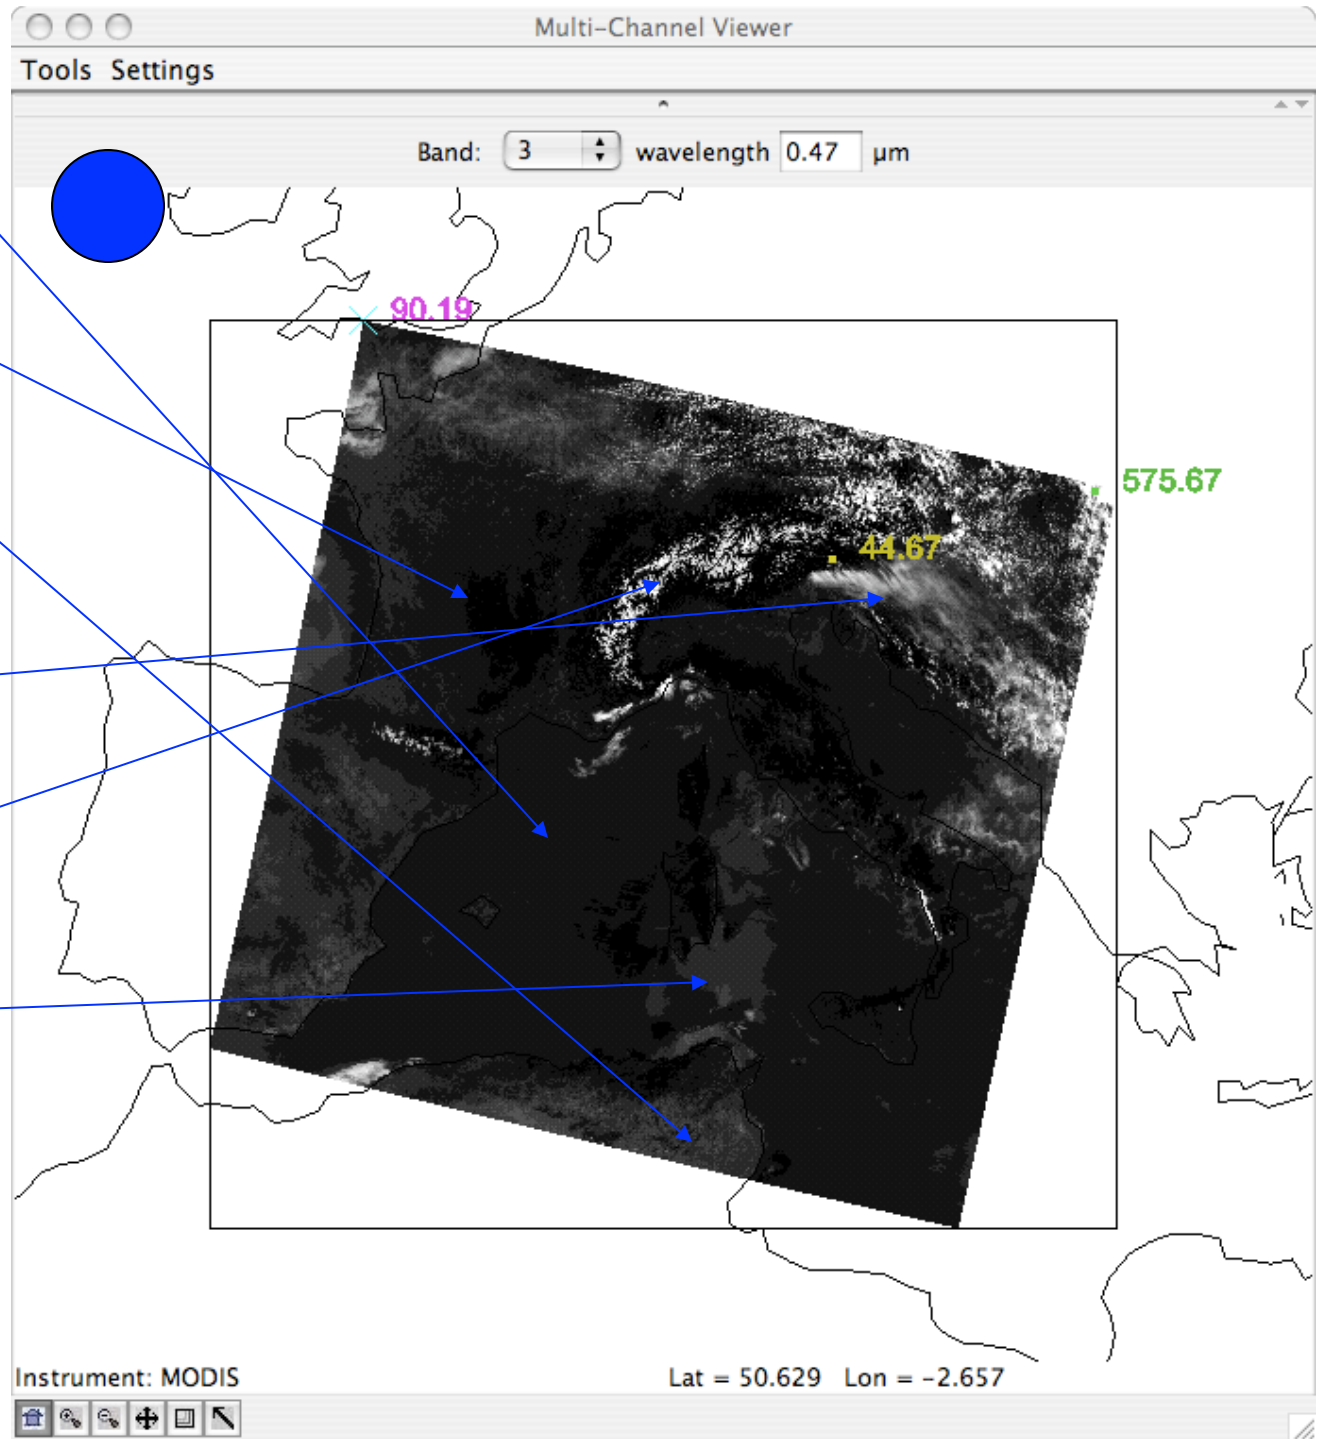 Multi-Channel Viewer
Tools Settings
Band: 3 wavelength 0.47 µm
90.19
575.67
44.67
Instrument: MODIS Lat = 50.629 Lon = -2.657